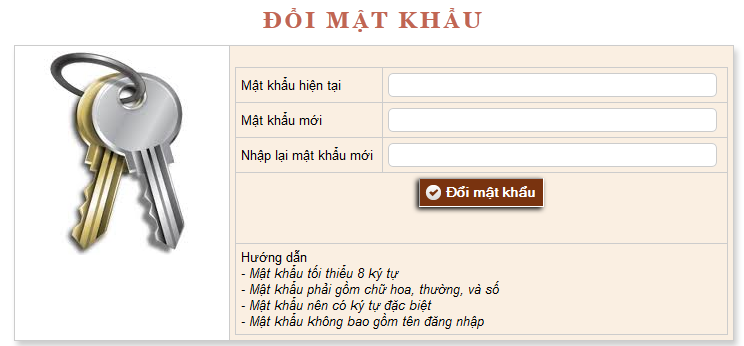 ĐỔI MẬT KHẨU
Mật khẩu hiện tại
Mật khẩu mới
Nhập lại mật khẩu mới
Đổi mật khẩu
Hướng dẫn
- Mật khẩu tối thiểu 8 ký tự
- Mật khẩu phải gồm chữ hoa, thường, và số
- Mật khẩu nên có ký tự đặc biệt
- Mật khẩu không bao gồm tên đăng nhập